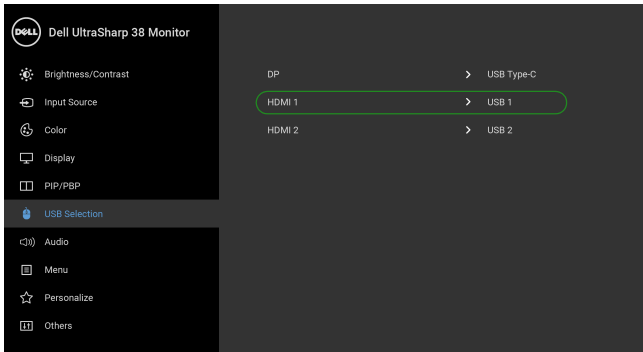 DELL Dell UltraSharp 38 Monitor
Brightness/Contrast
Input Source
Color
Display
PIP/PBP
USB Selection
Audio
Menu
Personalize
Others
DP > USB Type-C
HDMI 1 > USB 1
HDMI 2 > USB 2